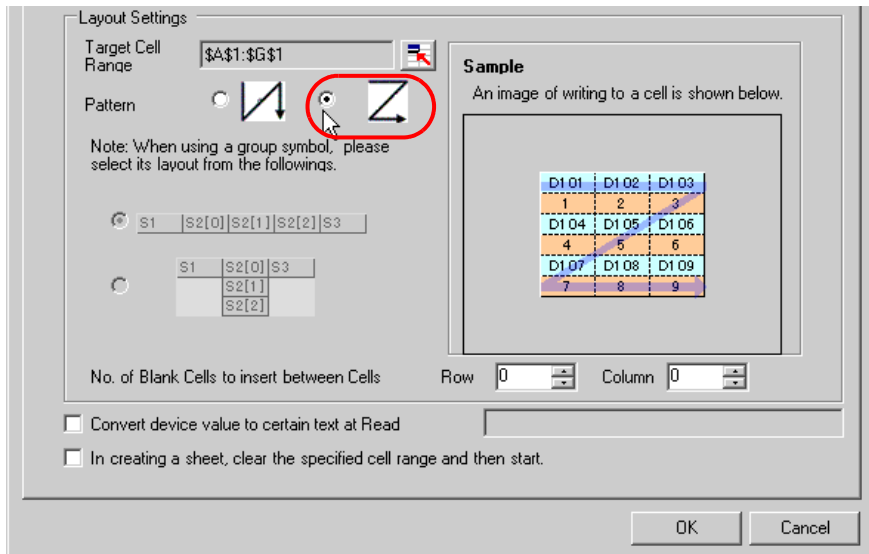 Layout Settings
Target Cell
Range
$A$1:$G$1
Pattern
Note: When using a group symbol, please
select its layout from the followings.
S1 S2[0] S2[1] S2[2] S3
S1 S2[0] S3
S2[1]
S2[2]
Sample
An image of writing to a cell is shown below.
D101 D102 D103
1 2 3
D104 D105 D106
4 5 6
D107 D108 D109
7 8 9
No. of Blank Cells to insert between Cells Row 0 Column 0
Convert device value to certain text at Read
In creating a sheet, clear the specified cell range and then start.
OK Cancel